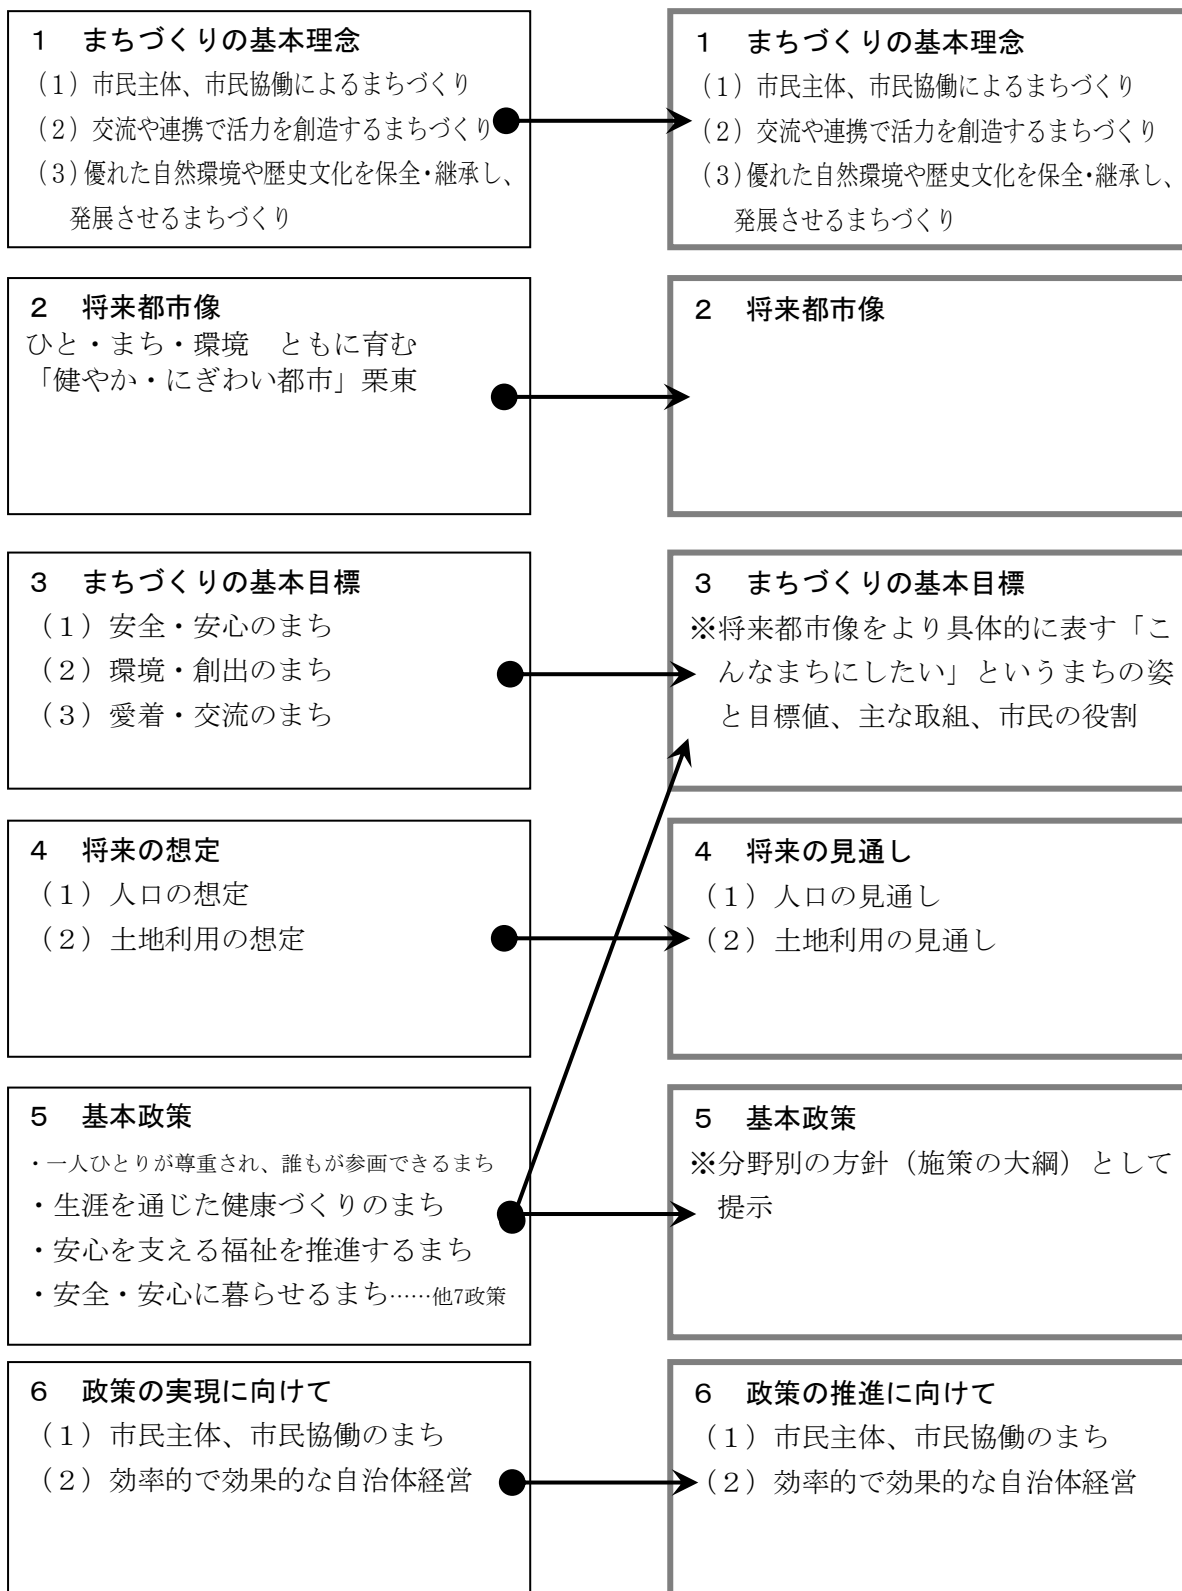 1　まちづくりの基本理念
（1）市民主体、市民協働によるまちづくり
（2）交流や連携で活力を創造するまちづくり
（3）優れた自然環境や歴史文化を保全・継承し、
発展させるまちづくり
2　将来都市像
ひと・まち・環境　ともに育む
「健やか・にぎわい都市」栗東
3　まちづくりの基本目標
（1）安全・安心のまち
（2）環境・創出のまち
（3）愛着・交流のまち
4　将来の想定
（1）人口の想定
（2）土地利用の想定
5　基本政策
・一人ひとりが尊重され、誰もが参画できるまち
・生涯を通じた健康づくりのまち
・安心を支える福祉を推進するまち
・安全・安心に暮らせるまち……他7政策
6　政策の実現に向けて
（1）市民主体、市民協働のまち
（2）効率的で効果的な自治体経営
1　まちづくりの基本理念
（1）市民主体、市民協働によるまちづくり
（2）交流や連携で活力を創造するまちづくり
（3）優れた自然環境や歴史文化を保全・継承し、
発展させるまちづくり
2　将来都市像
3　まちづくりの基本目標
※将来都市像をより具体的に表す「こ
んなまちにしたい」というまちの姿
と目標値、主な取組、市民の役割
4　将来の見通し
（1）人口の見通し
（2）土地利用の見通し
5　基本政策
※分野別の方針（施策の大綱）として
提示
6　政策の推進に向けて
（1）市民主体、市民協働のまち
（2）効率的で効果的な自治体経営